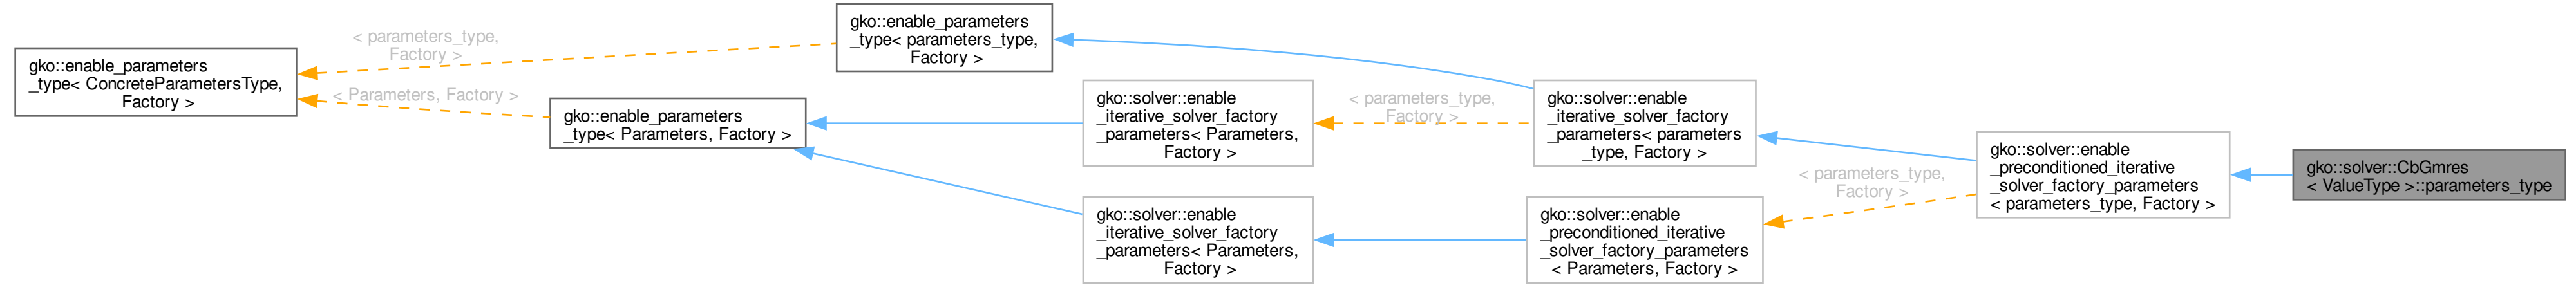 gko::enable_parameters
_type< ConcreteParametersType,
Factory >
< parameters_type,
Factory >
< Parameters, Factory >
gko::enable_parameters
_type< parameters_type,
Factory >
gko::enable_parameters
_type< Parameters, Factory >
gko::solver::enable
_iterative_solver_factory
_parameters< Parameters,
Factory >
gko::solver::enable
_iterative_solver_factory
_parameters< Parameters,
Factory >
< parameters_type,
Factory >
gko::solver::enable
_iterative_solver_factory
_parameters< parameters
_type, Factory >
gko::solver::enable
_preconditioned_iterative
_solver_factory_parameters
< Parameters, Factory >
< parameters_type,
Factory >
gko::solver::enable
_preconditioned_iterative
_solver_factory_parameters
< parameters_type, Factory >
gko::solver::CbGmres
< ValueType >::parameters_type